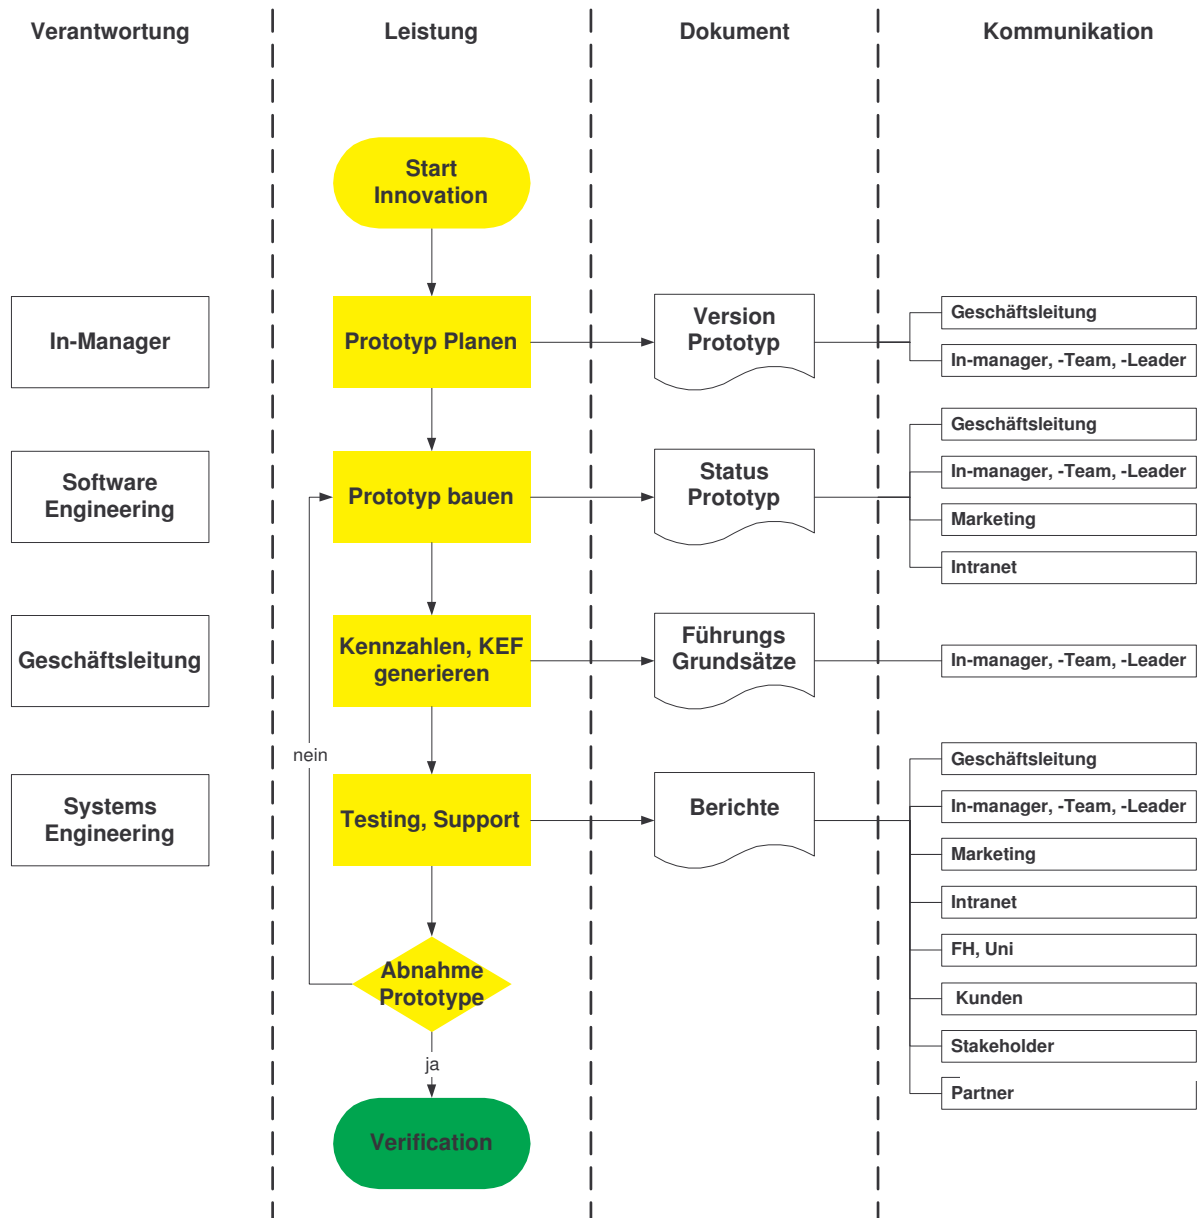 Verantwortung
Leistung
Dokument
Kommunikation
Start
Innovation
In-Manager
Prototyp Planen
Version
Prototyp
Geschäftsleitung
In-manager, -Team, -Leader
Software
Engineering
Prototyp bauen
Status
Prototyp
Geschäftsleitung
In-manager, -Team, -Leader
Marketing
Intranet
Geschäftsleitung
Kennzahlen, KEF
generieren
Führungs
Grundsätze
In-manager, -Team, -Leader
nein
Systems
Engineering
Testing, Support
Berichte
Geschäftsleitung
In-manager, -Team, -Leader
Marketing
Intranet
FH, Uni
Kunden
Stakeholder
Partner
Abnahme
Prototype
ja
Verification